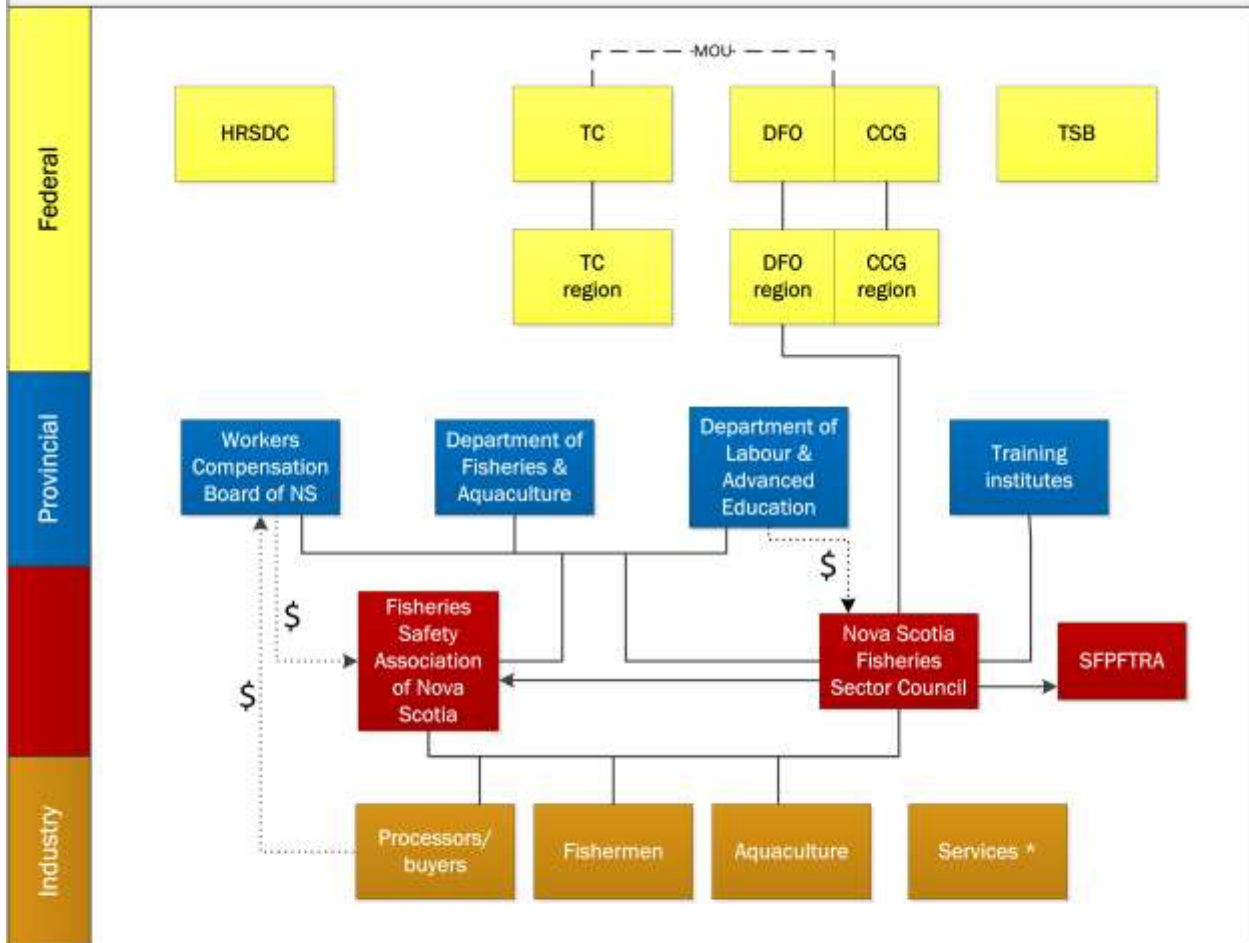 Federal
-MOU-
HRSDC
TC
DFO
CCG
TSB
TC
region
DFO
region
CCG
region
Provincial
Workers
Compensation
Board of NS
Department of
Fisheries &
Aquaculture
Department of
Labour &
Advanced
Education
Training
institutes
$
$
$
Fisheries
Safety
Association
of Nova
Scotia
Nova Scotia
Fisheries
Sector Council
SFPFTRA
Industry
Processors/
buyers
Fishermen
Aquaculture
Services *